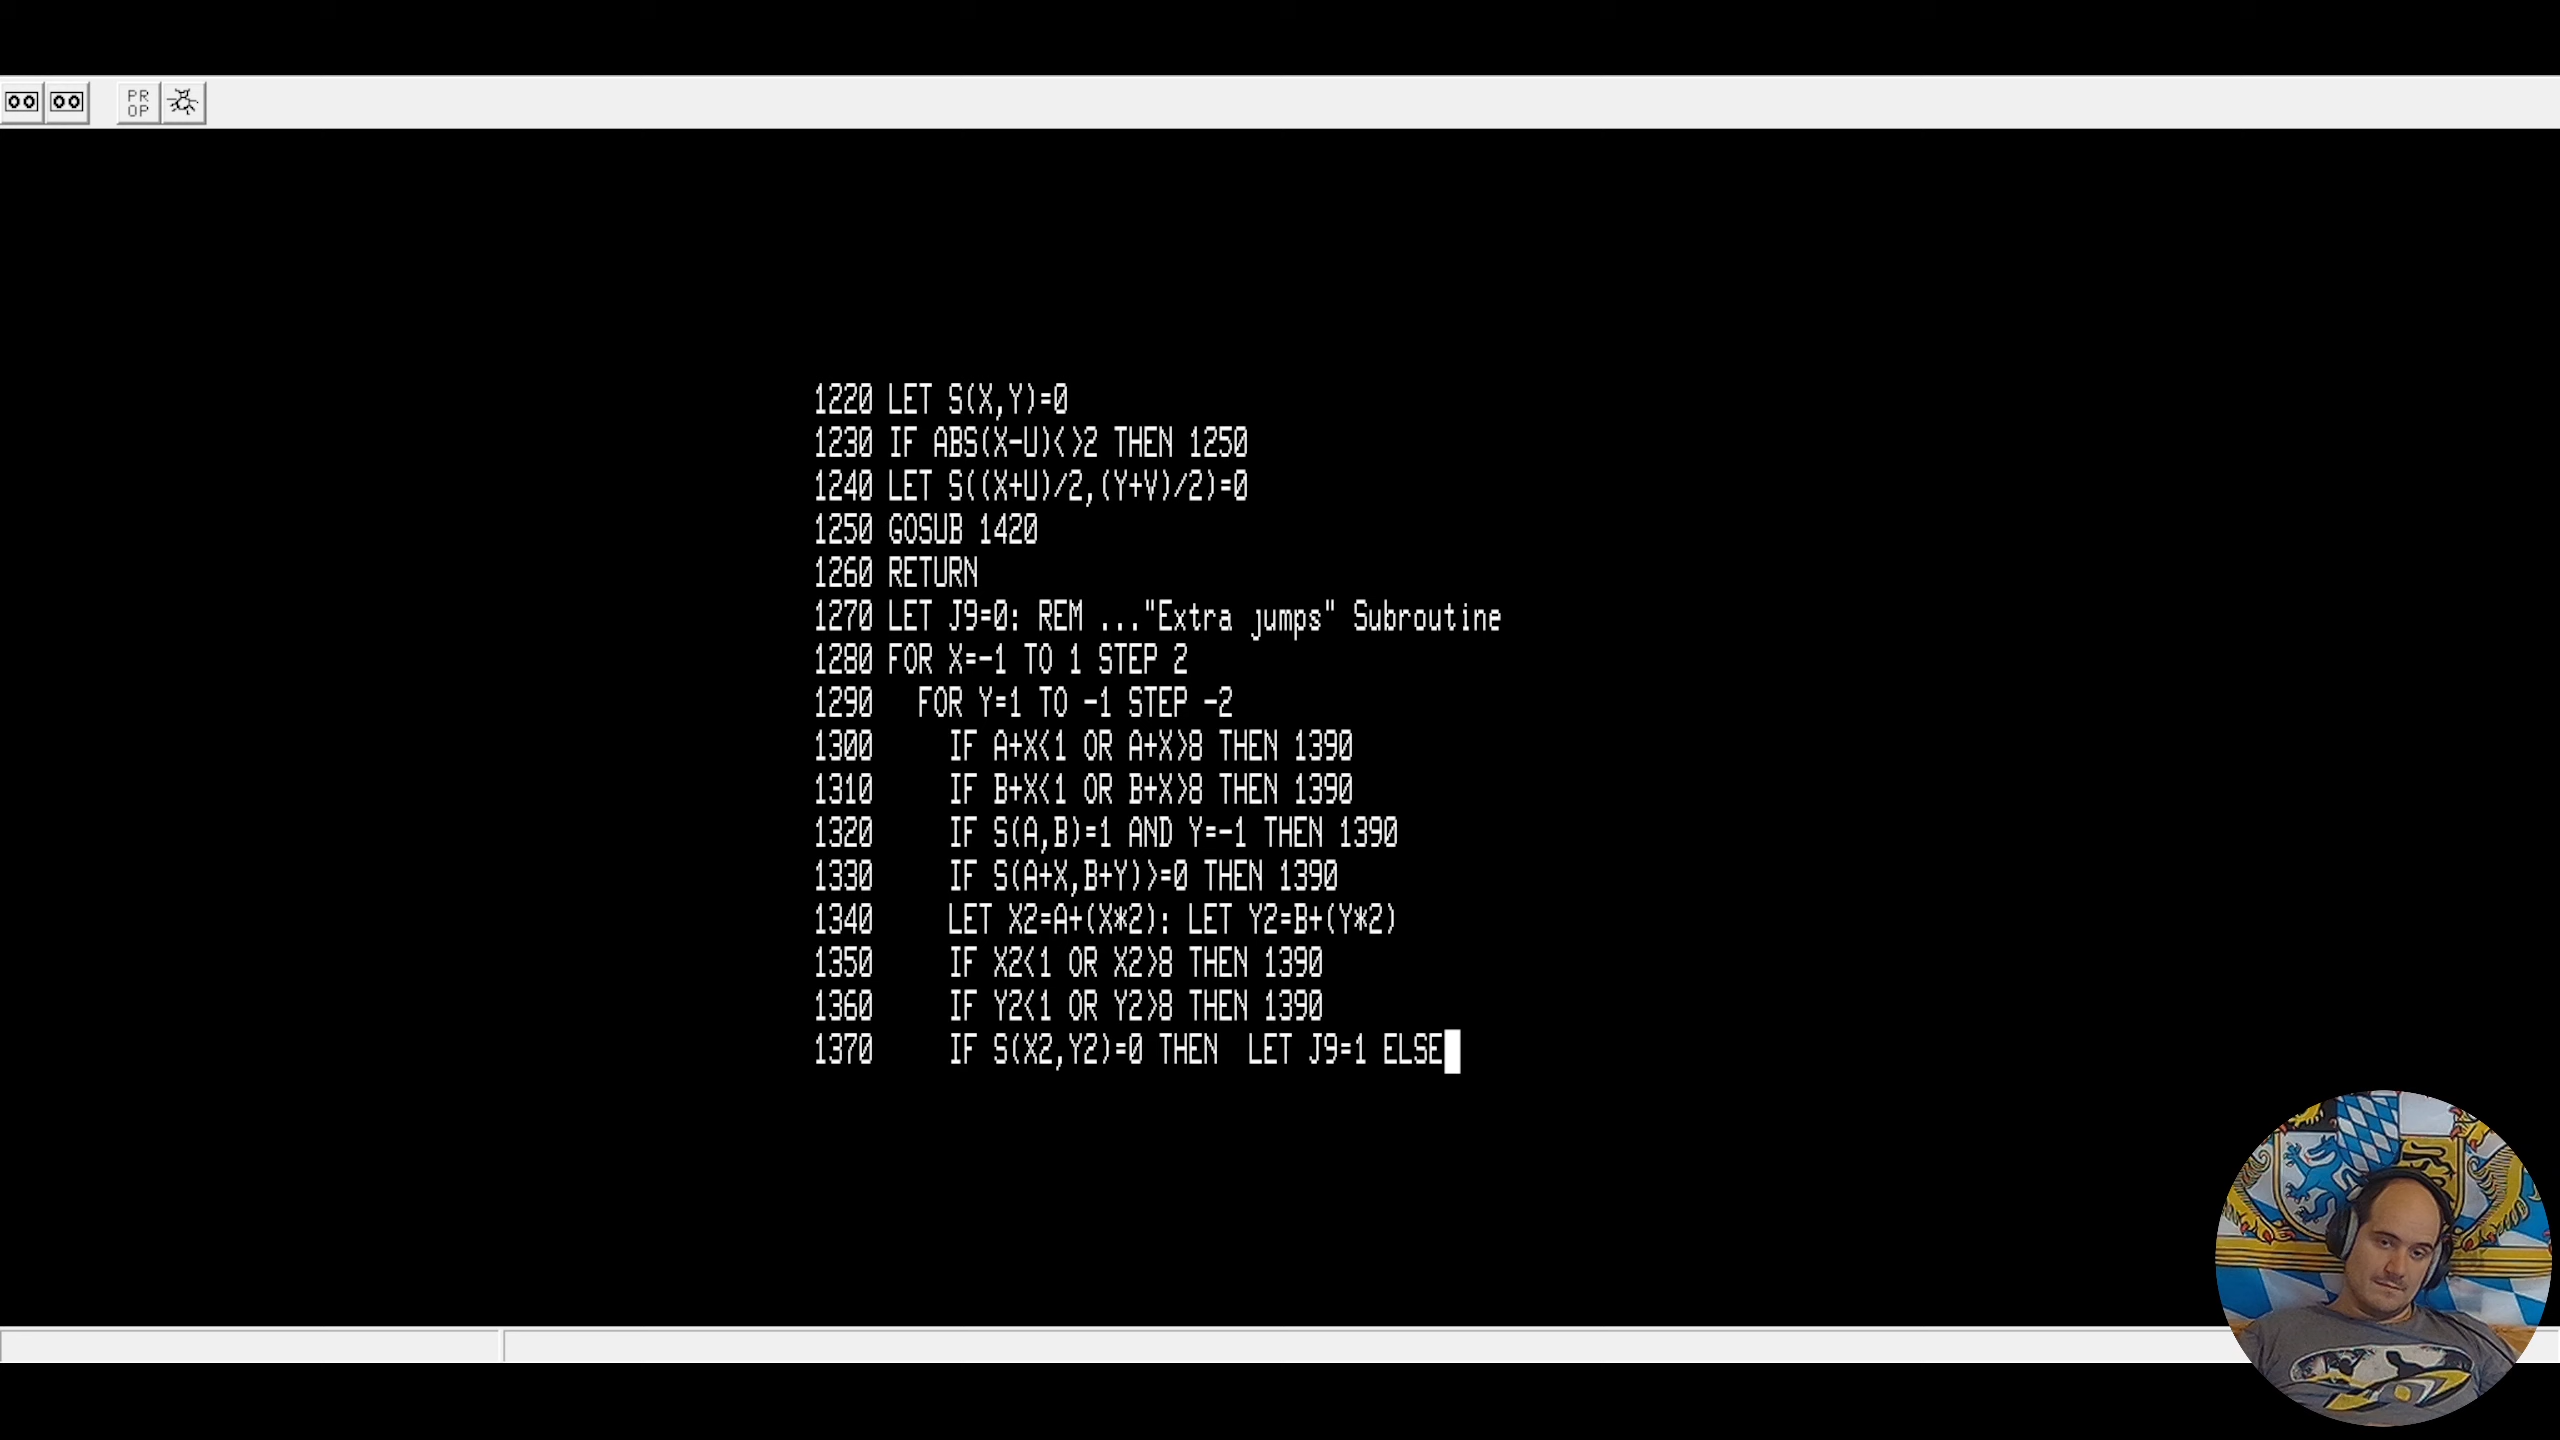 PR
OP
1220 LET S(X,Y)=0
1230 IF ABS(X-U)<>2 THEN 1250
1240 LET S((X+U)/2,(Y+V)/2)=0
1250 GOSUB 1420
1260 RETURN
1270 LET J9=0: REM ..."Extra jumps" Subroutine
1280 FOR X=-1 TO 1 STEP 2
1290   FOR Y=1 TO -1 STEP -2
1300     IF A+X<1 OR A+X>8 THEN 1390
1310     IF B+X<1 OR B+X>8 THEN 1390
1320     IF S(A,B)=1 AND Y=-1 THEN 1390
1330     IF S(A+X,B+Y)>=0 THEN 1390
1340     LET X2=A+(X*2): LET Y2=B+(Y*2)
1350     IF X2<1 OR X2>8 THEN 1390
1360     IF Y2<1 OR Y2>8 THEN 1390
1370     IF S(X2,Y2)=0 THEN  LET J9=1 ELSE